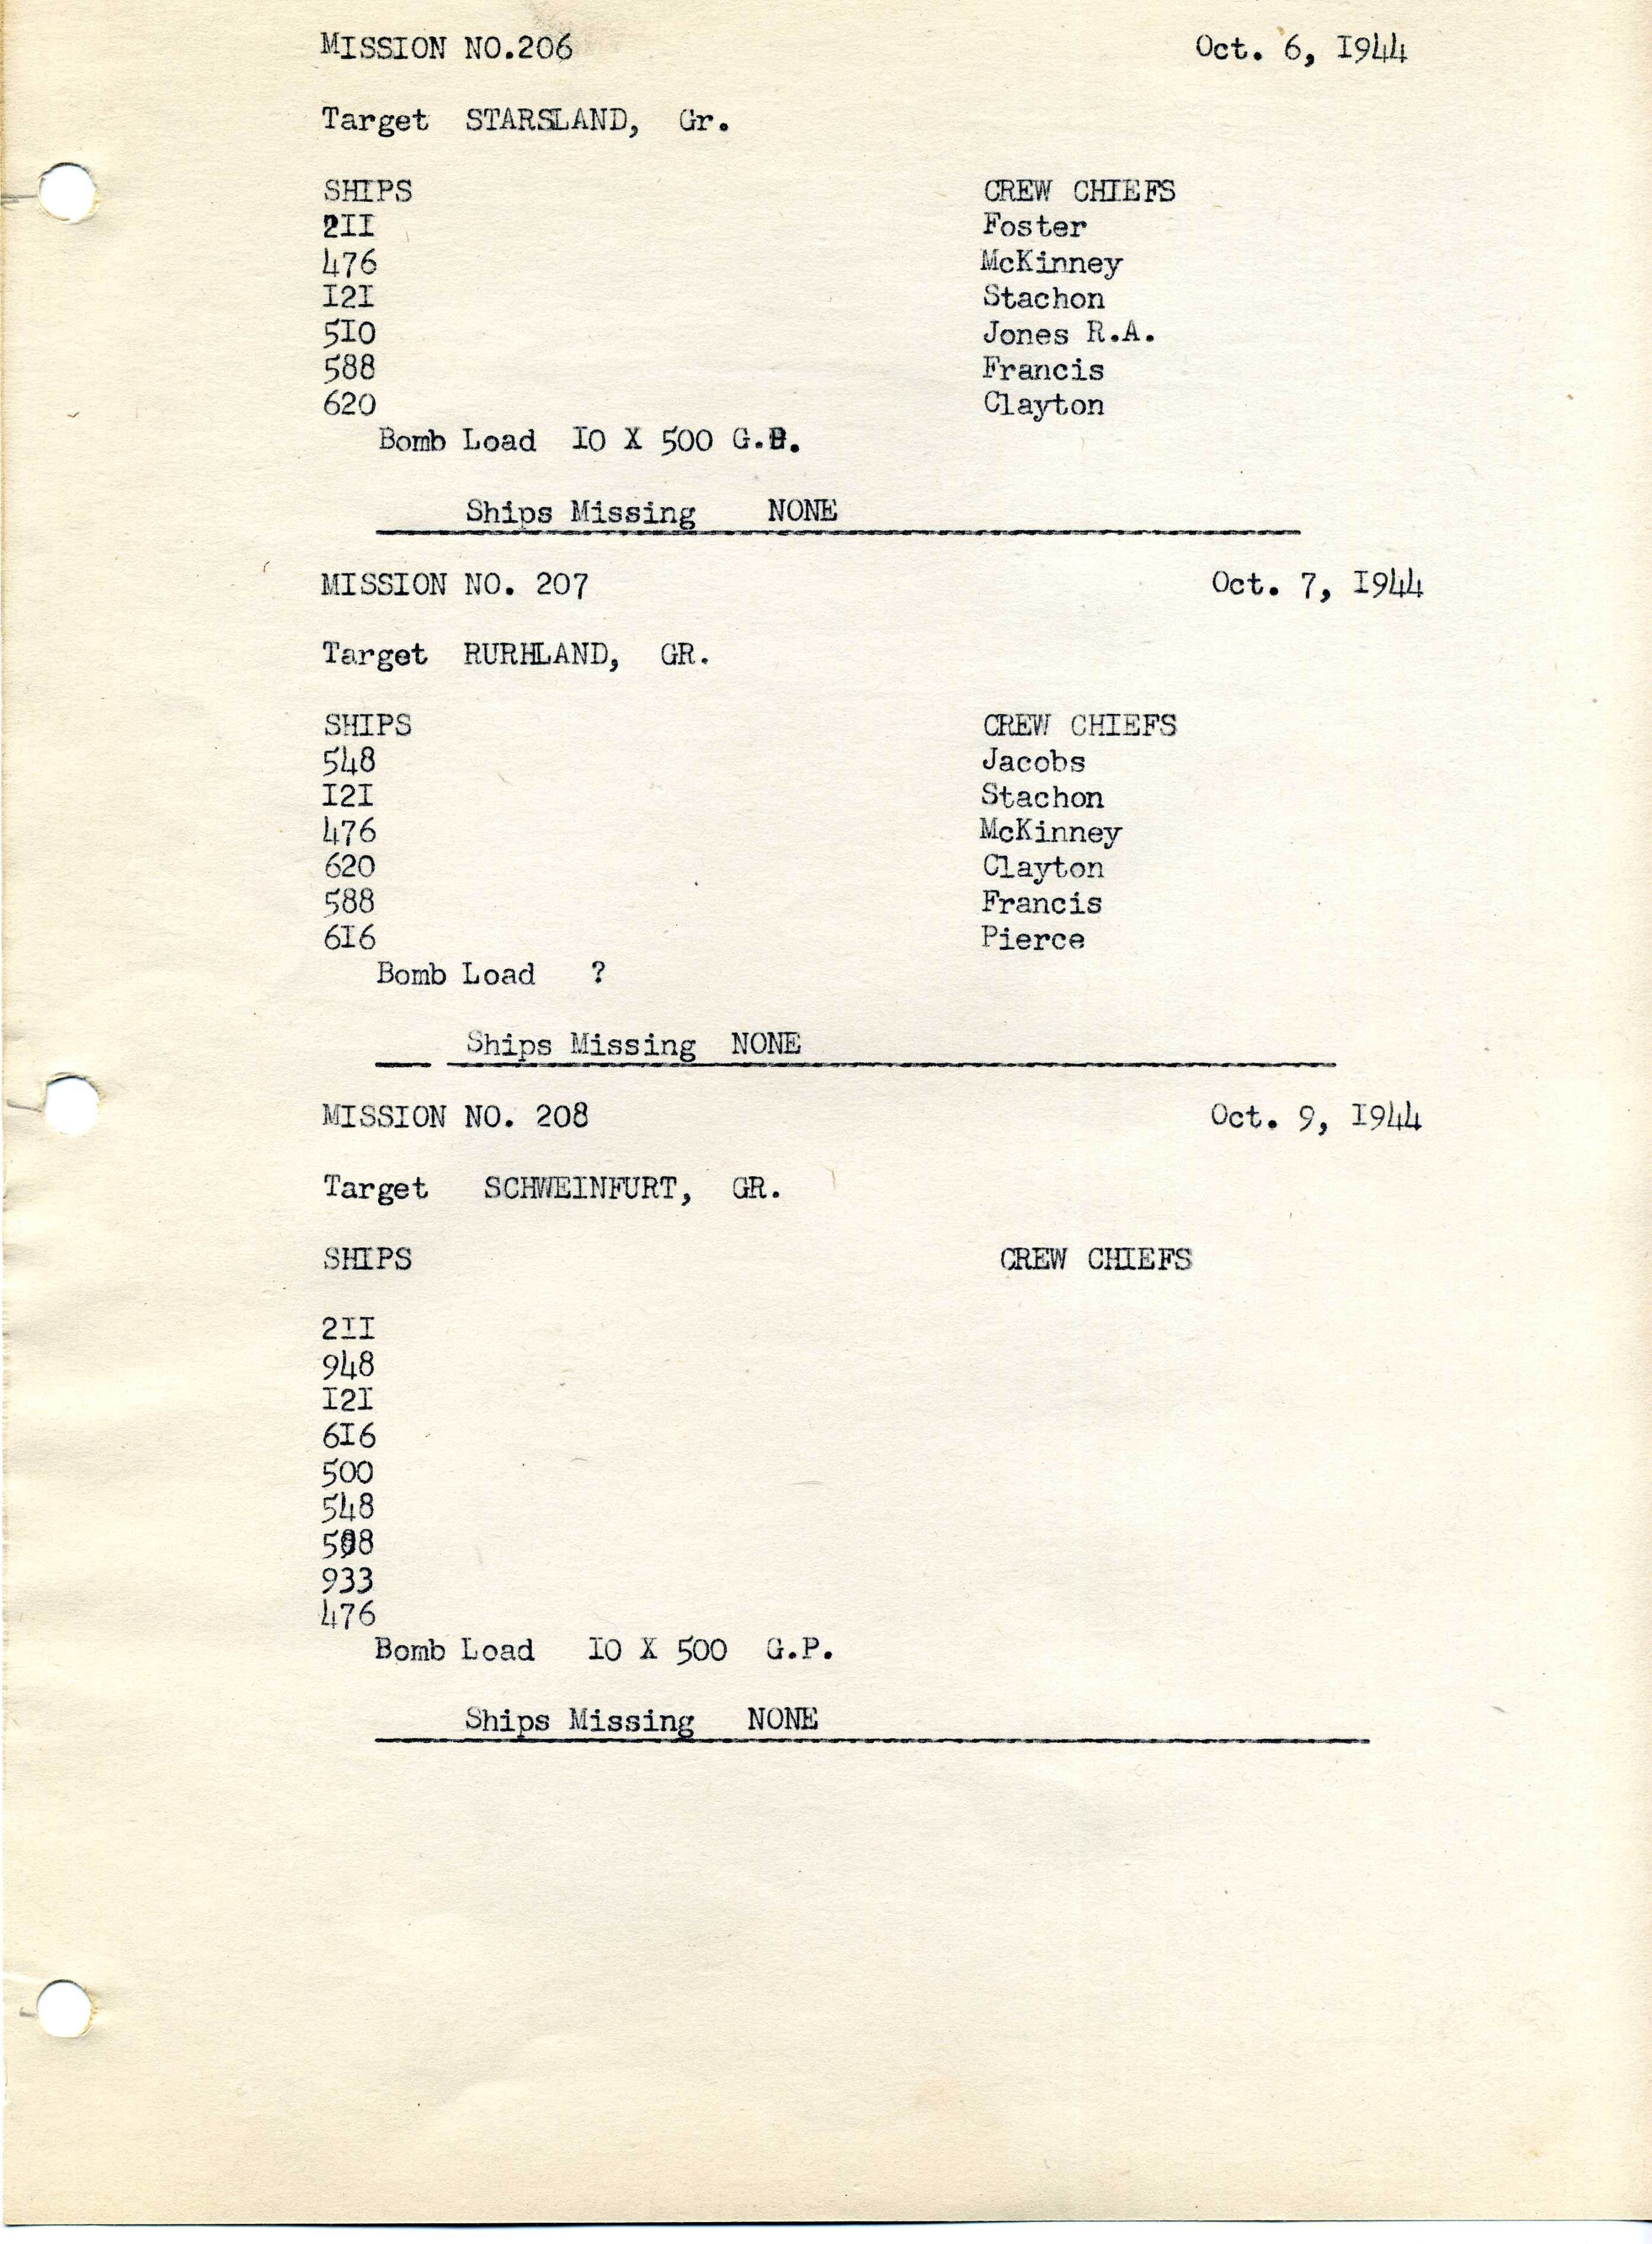 MISSION NO.206 Oct. 6, I944
Target STARSLAND, Gr.
SHIPS CREW CHIEFS
2II Foster
476 McKinney
I2I Stachon
5I0 Jones R.A.
588 Francis
620 Clayton
Bomb Load I0 X 500 G.P.
Ships Missing NONE
MISSION NO. 207 Oct. 7, I944
Target RURHLAND, GR.
SHIPS CREW CHIEFS
548 Jacobs
I2I Stachon
476 McKinney
620 Clayton
588 Francis
6I6 Pierce
Bomb Load ?
Ships Missing NONE
MISSION NO. 208 Oct. 9, I944
Target SCHWEINFURT, GR.
SHIPS CREW CHIEFS
2II
948
I2I
6I6
500
548
933
476
Bomb Load I0 X 500 G.P.
Ships Missing NONE